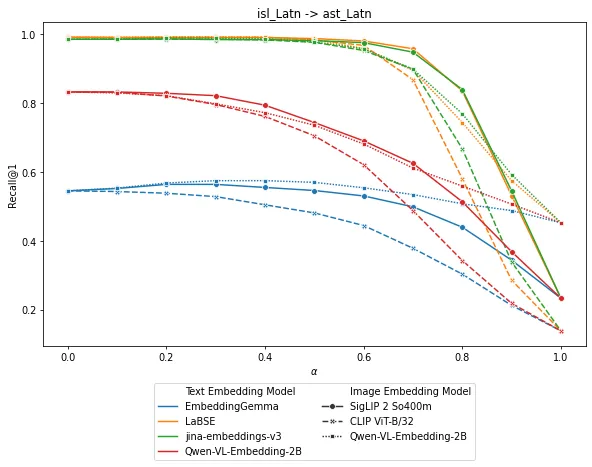 isl_Latn -> ast_Latn
Recall@1
1.0
0.8
0.6
0.4
0.2
0.0 0.2 0.4 0.6 0.8 1.0
α
Text Embedding Model Image Embedding Model
EmbeddingGemma SigLIP 2 So400m
LaBSE CLIP ViT-B/32
jina-embeddings-v3 Qwen-VL-Embedding-2B
Qwen-VL-Embedding-2B